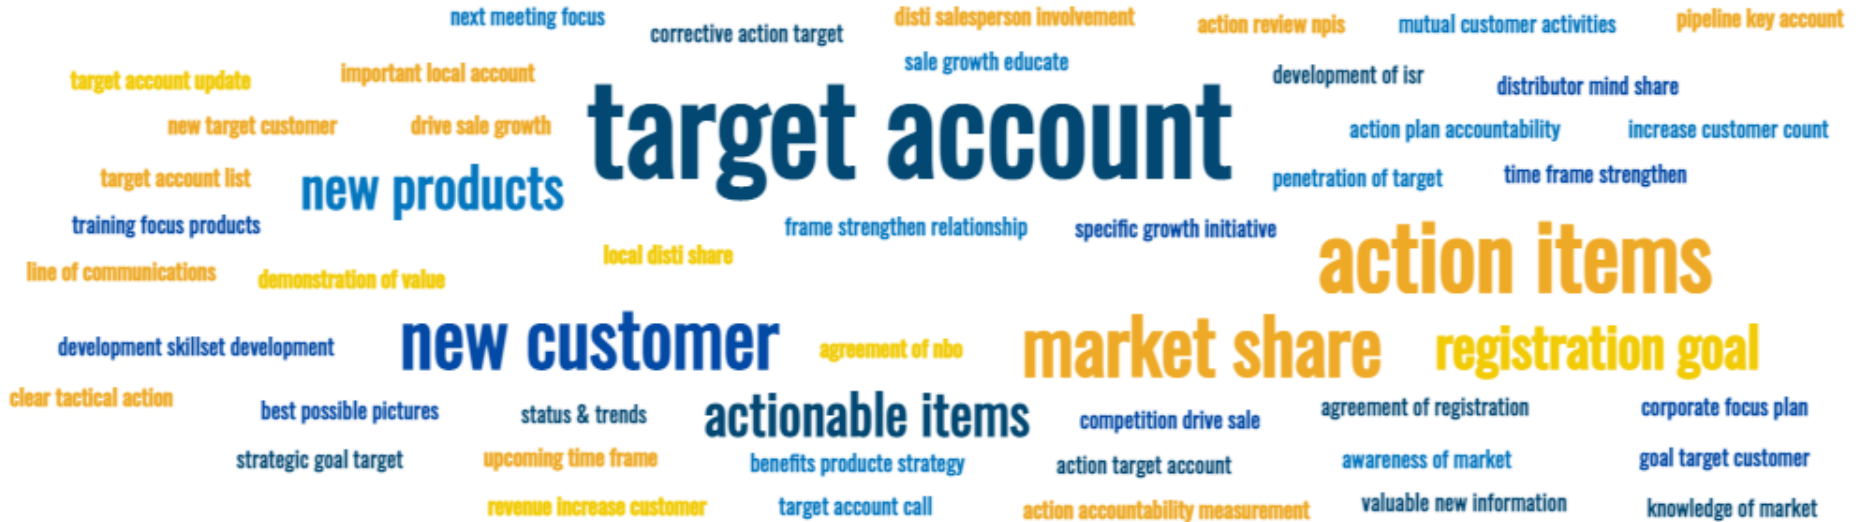 next meeting focus
corrective action target
disti salesperson involvement
action review npis
mutual customer activities
pipeline key account
target account update
important local account
sale growth educate
development of isr
distributor mind share
new target customer
drive sale growth
target account
action plan accountability
increase customer count
target account list
new products
penetration of target
time frame strengthen
training focus products
frame strengthen relationship
specific growth initiative
line of communications
demonstration of value
local disti share
action items
development skillset development
new customer
agreement of nbo
market share
registration goal
clear tactical action
best possible pictures
status & trends
actionable items
competition drive sale
agreement of registration
corporate focus plan
strategic goal target
upcoming time frame
benefits producte strategy
action target account
awareness of market
goal target customer
revenue increase customer
target account call
action accountability measurement
valuable new information
knowledge of market